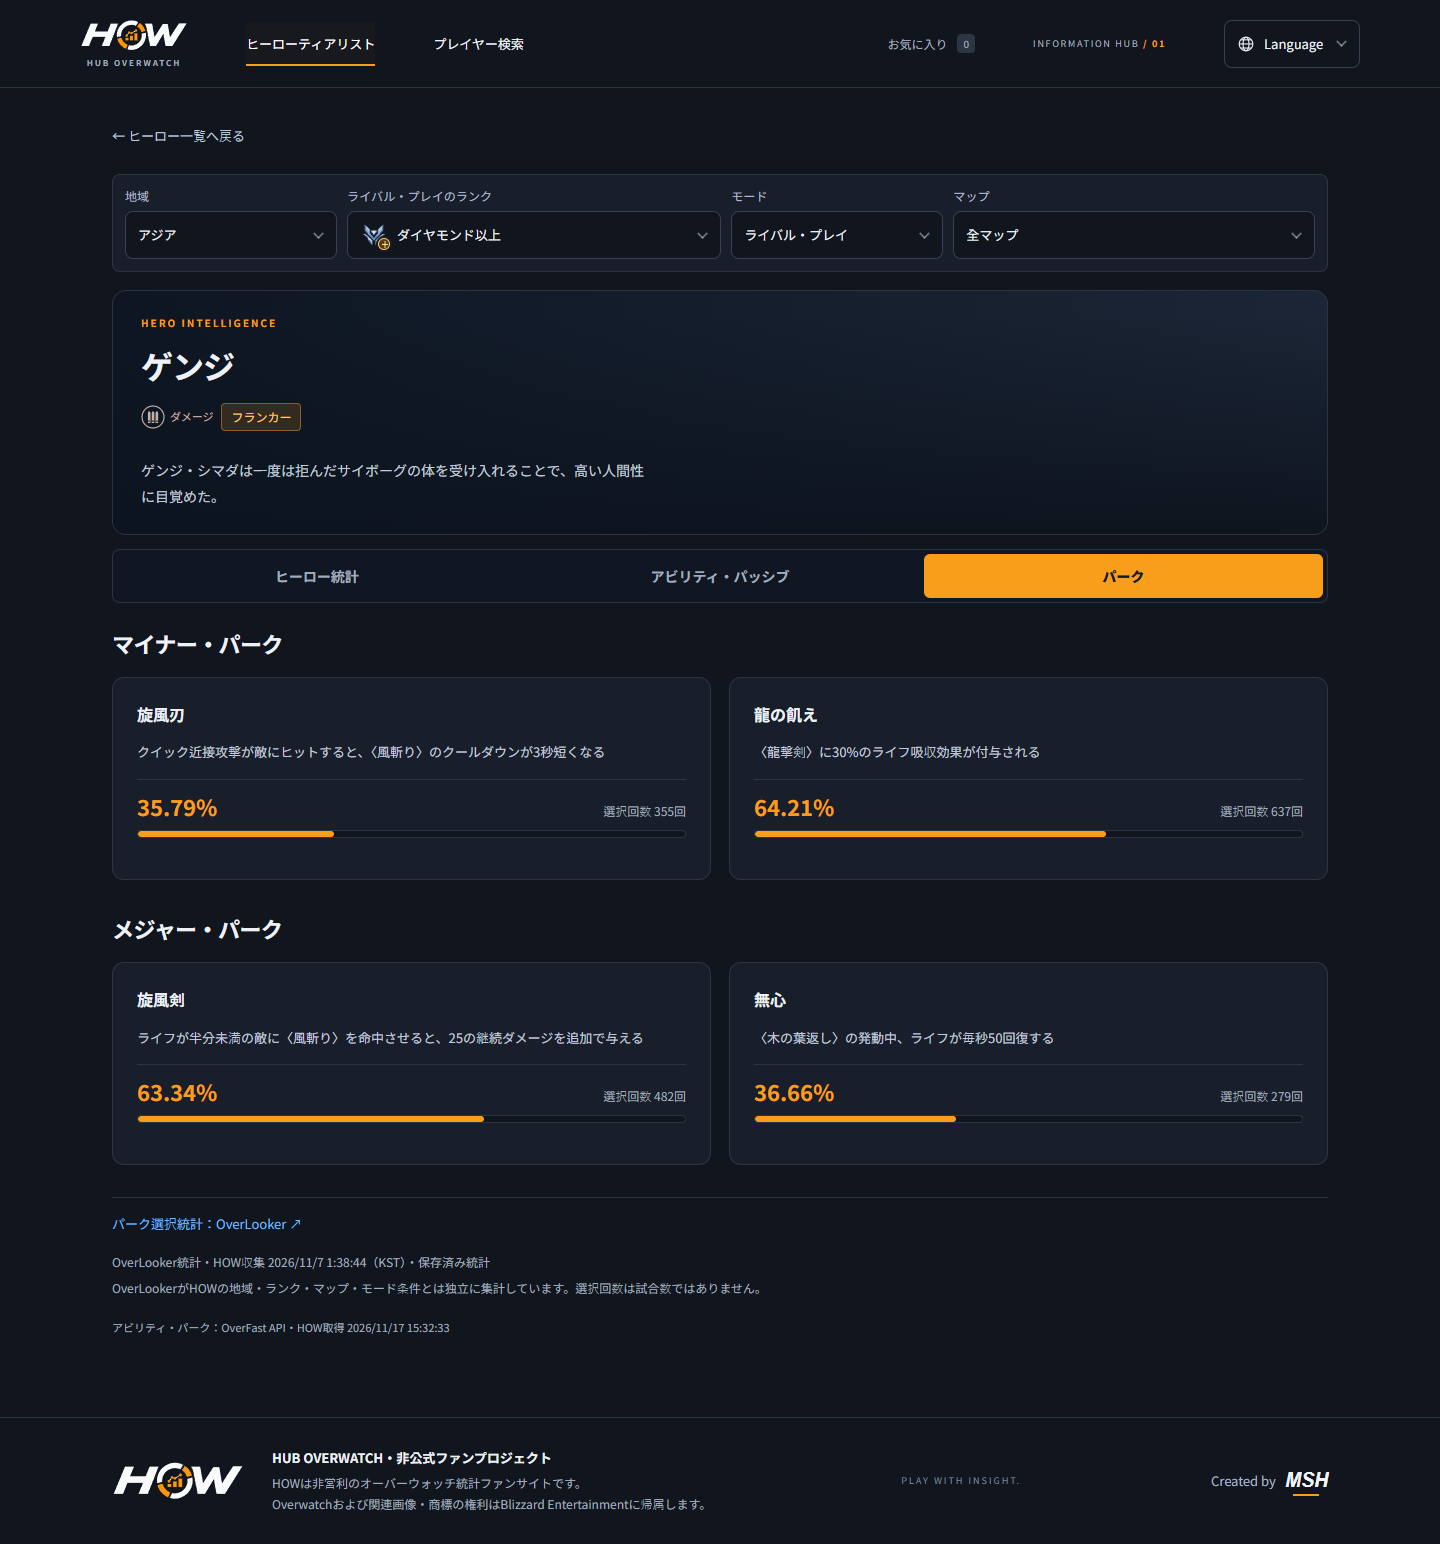 HOW
HUB OVERWATCH
ヒーローティアリスト
プレイヤー検索
お気に入り 0
INFORMATION HUB / 01
Language
← ヒーロー一覧へ戻る
地域
ライバル・プレイのランク
モード
マップ
アジア
ダイヤモンド以上
ライバル・プレイ
全マップ
HERO INTELLIGENCE
ゲンジ
ダメージ
フランカー
ゲンジ・シマダは一度は拒んだサイボーグの体を受け入れることで、高い人間性
に目覚めた。
ヒーロー統計
アビリティ・パッシブ
パーク
マイナー・パーク
旋風刃
クイック近接攻撃が敵にヒットすると、〈風斬り〉のクールダウンが3秒短くなる
35.79%
選択回数 355回
龍の飢え
〈龍撃剣〉に30%のライフ吸収効果が付与される
64.21%
選択回数 637回
メジャー・パーク
旋風剣
ライフが半分未満の敵に〈風斬り〉を命中させると、25の継続ダメージを追加で与える
63.34%
選択回数 482回
無心
〈木の葉返し〉の発動中、ライフが毎秒50回復する
36.66%
選択回数 279回
パーク選択統計：OverLooker ↗
OverLooker統計・HOW収集 2026/11/7 1:38:44（KST）・保存済み統計
OverLookerがHOWの地域・ランク・マップ・モード条件とは独立に集計しています。選択回数は試合数ではありません。
アビリティ・パーク：OverFast API・HOW取得 2026/11/17 15:32:33
HOW
HUB OVERWATCH・非公式ファンプロジェクト
HOWは非営利のオーバーウォッチ統計ファンサイトです。
Overwatchおよび関連画像・商標の権利はBlizzard Entertainmentに帰属します。
PLAY WITH INSIGHT.
Created by MSH